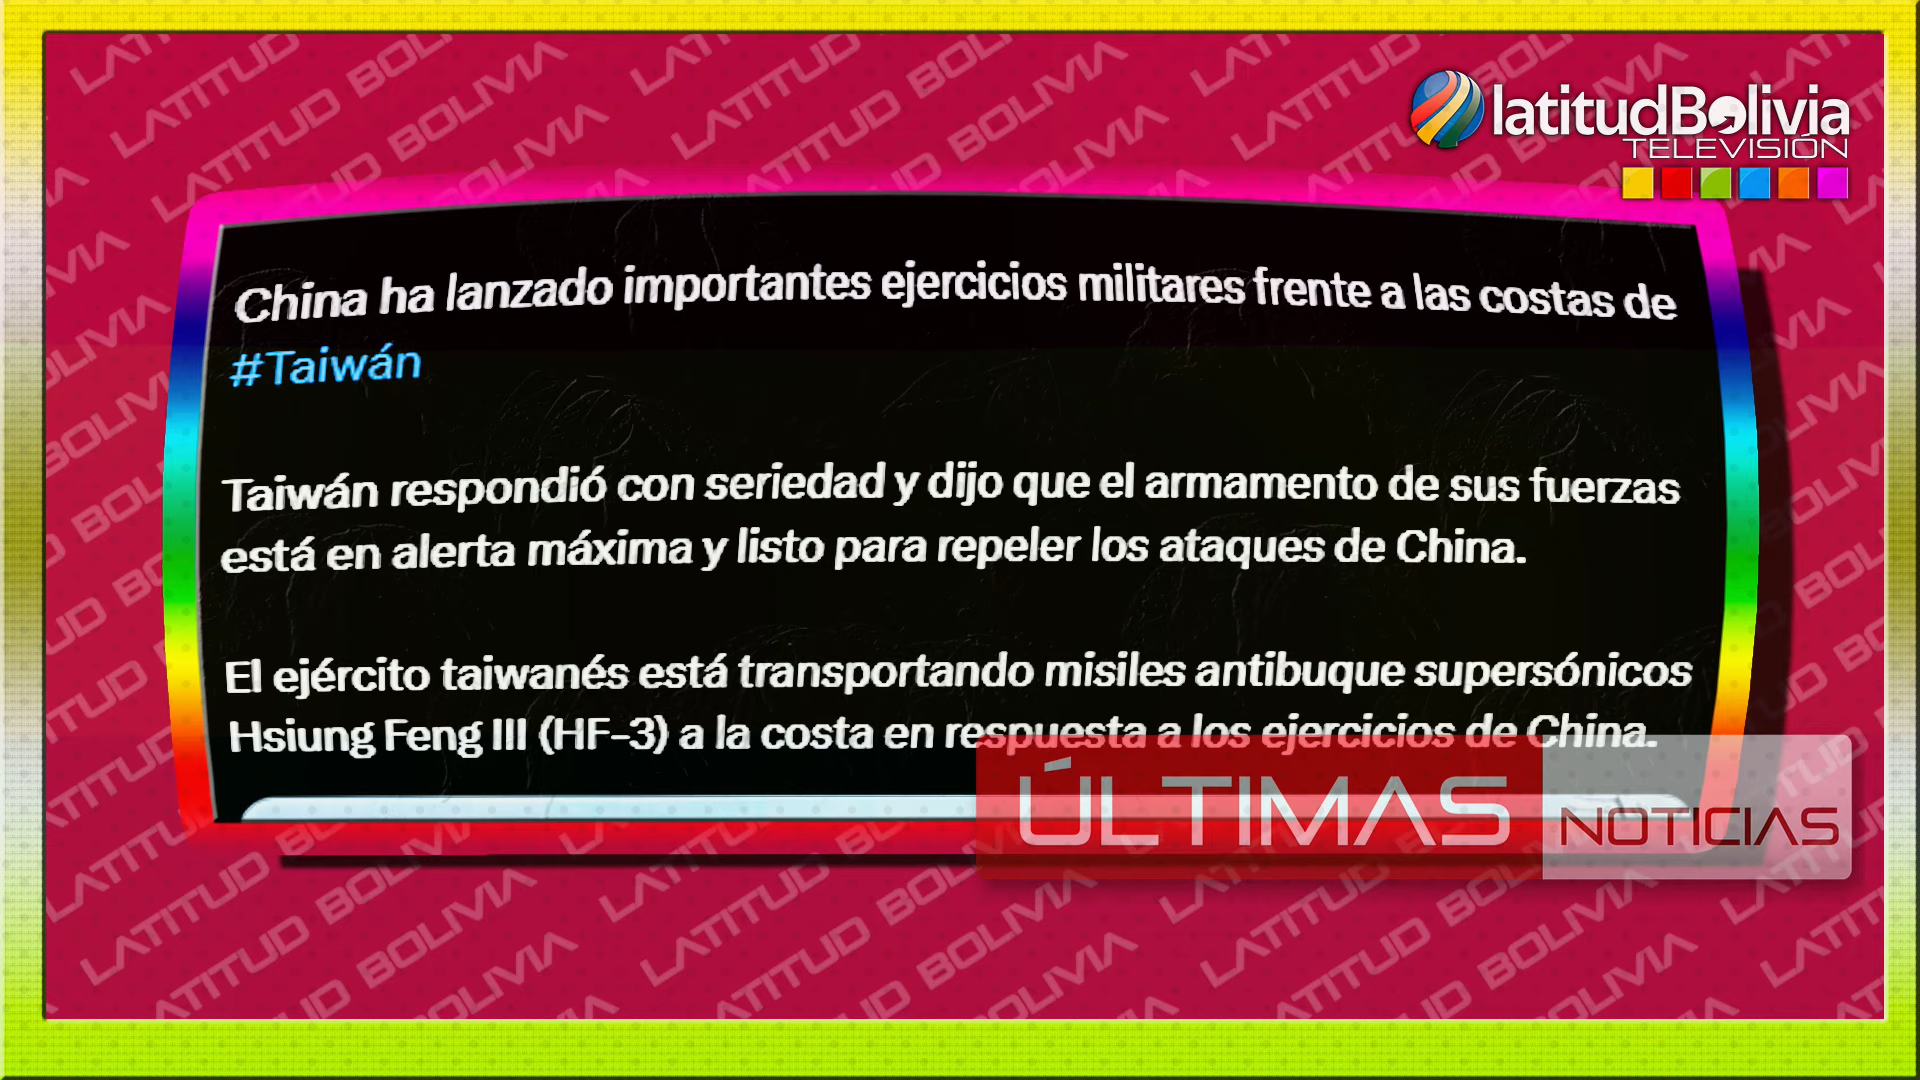 latitudBolivia
TELEVISIÓN
China ha lanzado importantes ejercicios militares frente a las costas de
#Taiwán
Taiwán respondió con seriedad y dijo que el armamento de sus fuerzas
está en alerta máxima y listo para repeler los ataques de China.
El ejército taiwanés está transportando misiles antibuque supersónicos
Hsiung Feng III (HF-3) a la costa en respuesta a los ejercicios de China.
ÚLTIMAS NOTICIAS
LATITUD BOLIVIA